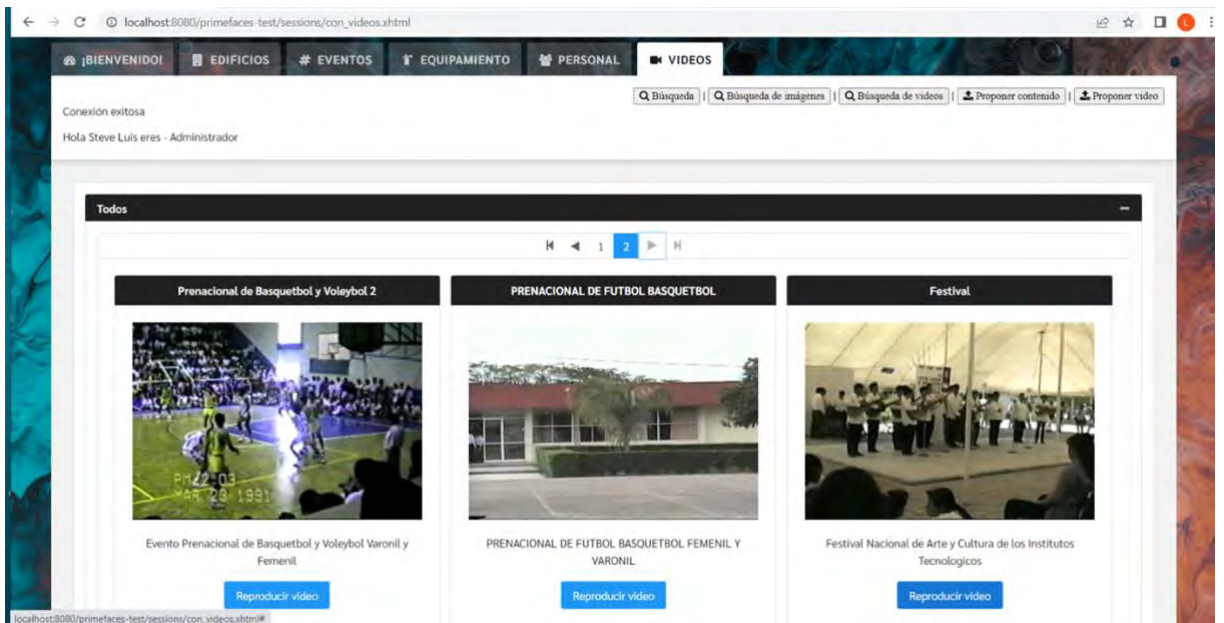 localhost:8080/primefaces-test/sessions/con_videos.xhtml
L
¡BIENVENIDO! EDIFICIOS # EVENTOS EQUIPAMIENTO PERSONAL VIDEOS
Búsqueda | Búsqueda de imágenes | Búsqueda de videos | Proponer contenido | Proponer video
Conexión exitosa
Hola Steve Luis eres - Administrador
Todos
1 2
Prenacional de Basquetbol y Voleybol 2
PRENACIONAL DE FUTBOL BASQUETBOL
Festival
PM 2:03
MAR. 23 1991
Evento Prenacional de Basquetbol y Voleybol Varonil y
Femenil
PRENACIONAL DE FUTBOL BASQUETBOL FEMENIL Y
VARONIL
Festival Nacional de Arte y Cultura de los Institutos
Tecnologicos
Reproducir video
Reproducir video
Reproducir video
localhost:8080/primefaces-test/sessions/con_videos.xhtml#